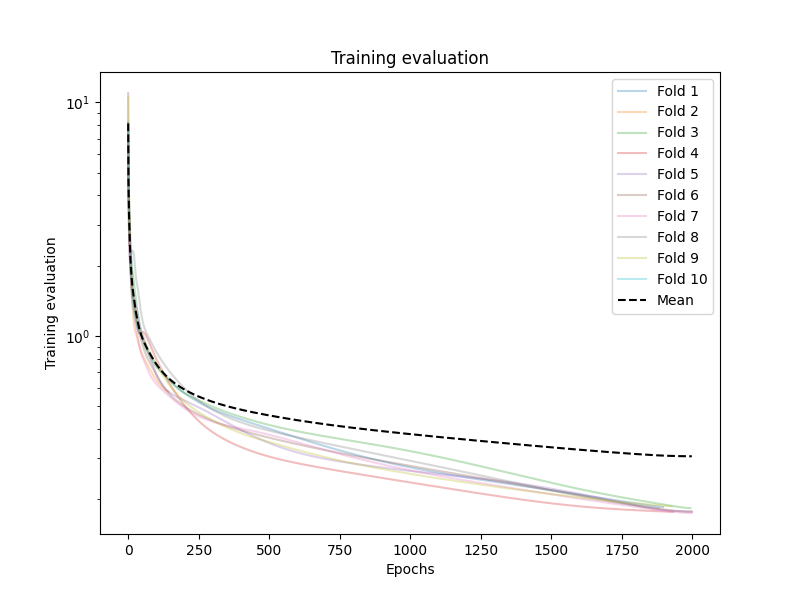 Training evaluation
Training evaluation
10¹
10⁰
0 250 500 750 1000 1250 1500 1750 2000
Epochs
Fold 1
Fold 2
Fold 3
Fold 4
Fold 5
Fold 6
Fold 7
Fold 8
Fold 9
Fold 10
Mean